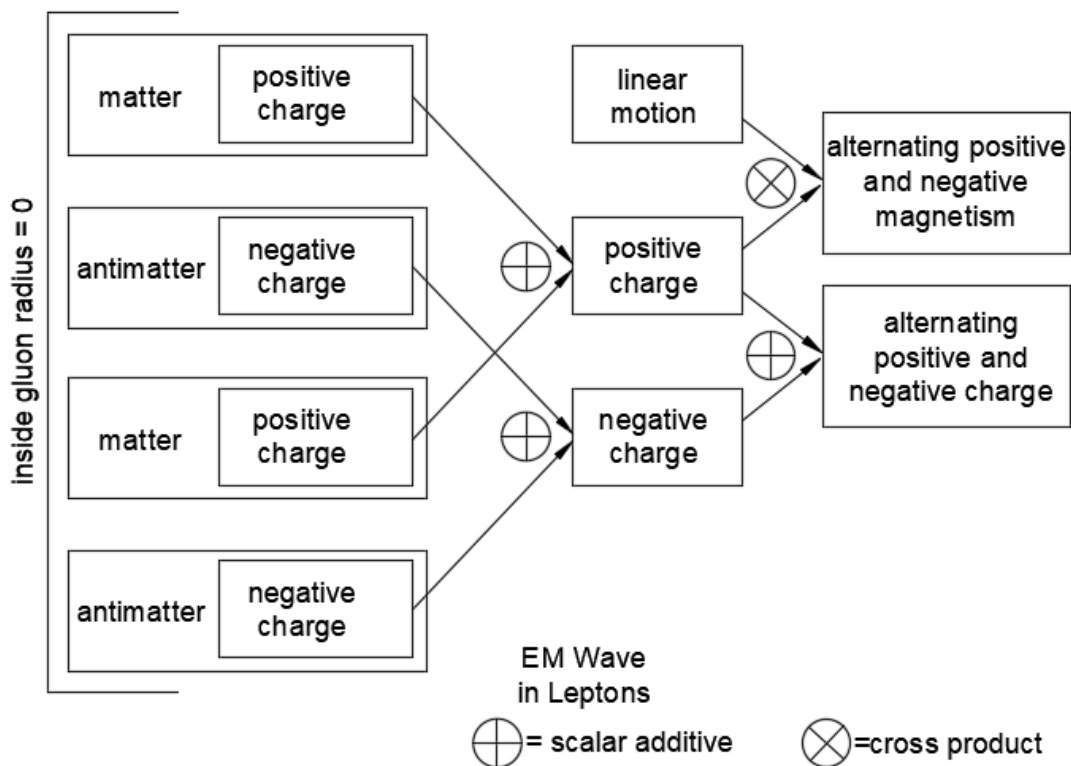 inside gluon radius = 0
matter
positive
charge
antimatter
negative
charge
matter
positive
charge
antimatter
negative
charge
linear
motion
positive
charge
negative
charge
alternating positive
and negative
magnetism
alternating
positive and
negative charge
EM Wave
in Leptons
= scalar additive
=cross product